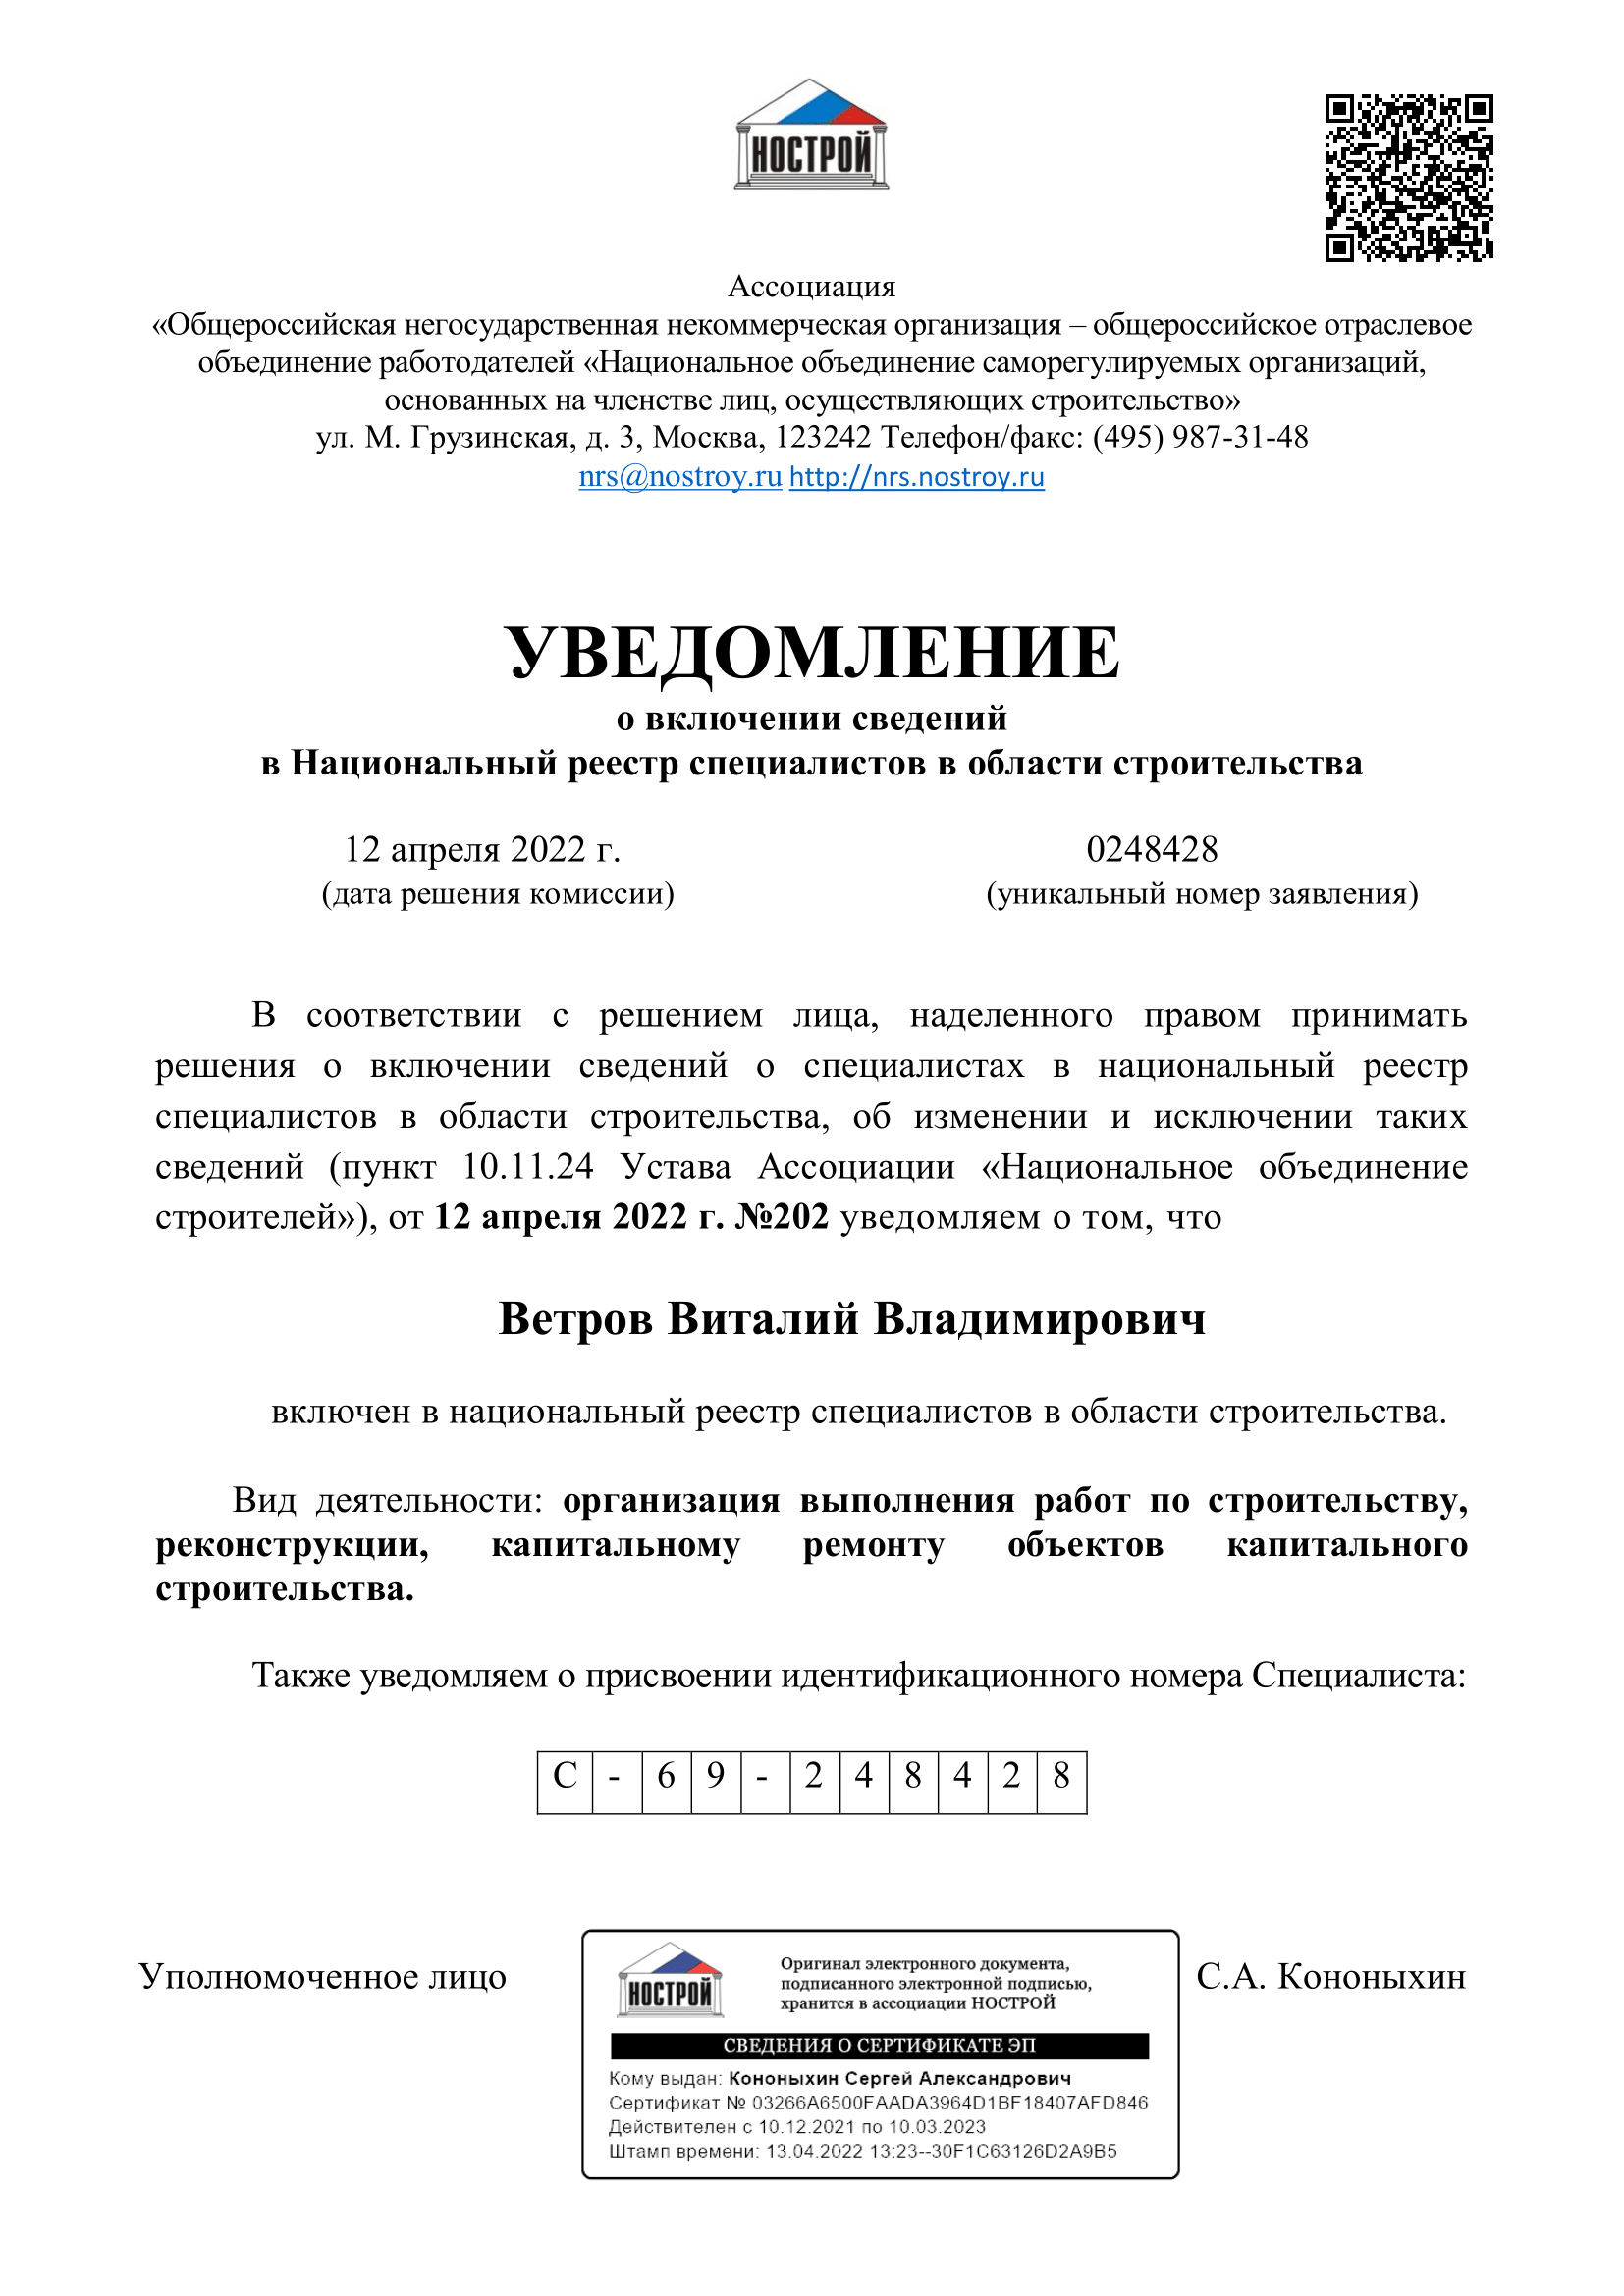 НОСТРОЙ
Ассоциация
«Общероссийская негосударственная некоммерческая организация – общероссийское отраслевое
объединение работодателей «Национальное объединение саморегулируемых организаций,
основанных на членстве лиц, осуществляющих строительство»
ул. М. Грузинская, д. 3, Москва, 123242 Телефон/факс: (495) 987-31-48
nrs@nostroy.ru http://nrs.nostroy.ru
УВЕДОМЛЕНИЕ
о включении сведений
в Национальный реестр специалистов в области строительства
12 апреля 2022 г. 0248428
(дата решения комиссии) (уникальный номер заявления)
В соответствии с решением лица, наделенного правом принимать
решения о включении сведений о специалистах в национальный реестр
специалистов в области строительства, об изменении и исключении таких
сведений (пункт 10.11.24 Устава Ассоциации «Национальное объединение
строителей»), от 12 апреля 2022 г. №202 уведомляем о том, что
Ветров Виталий Владимирович
включен в национальный реестр специалистов в области строительства.
Вид деятельности: организация выполнения работ по строительству,
реконструкции, капитальному ремонту объектов капитального
строительства.
Также уведомляем о присвоении идентификационного номера Специалиста:
С - 6 9 - 2 4 8 4 2 8
Уполномоченное лицо
НОСТРОЙ
Оригинал электронного документа,
подписанного электронной подписью,
хранится в ассоциации НОСТРОЙ
СВЕДЕНИЯ О СЕРТИФИКАТЕ ЭП
Кому выдан: Кононыхин Сергей Александрович
Сертификат № 03266A6500FAADA3964D1BF18407AFD846
Действителен с 10.12.2021 по 10.03.2023
Штамп времени: 13.04.2022 13:23--30F1C63126D2A9B5
С.А. Кононыхин